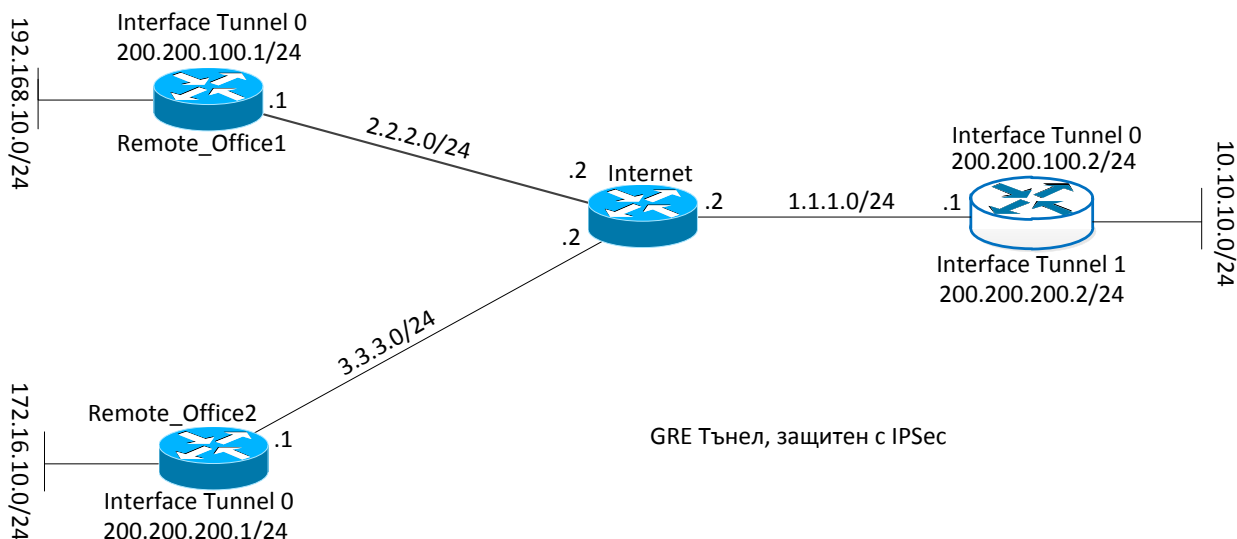 Interface Tunnel 0
200.200.100.1/24
192.168.10.0/24
.1
Remote_Office1
2.2.2.0/24
.2
Internet
.2
.2
1.1.1.0/24
.1
Interface Tunnel 0
200.200.100.2/24
10.10.10.0/24
Interface Tunnel 1
200.200.200.2/24
3.3.3.0/24
Remote_Office2
.1
172.16.10.0/24
Interface Tunnel 0
200.200.200.1/24
GRE Тънел, защитен с IPSec